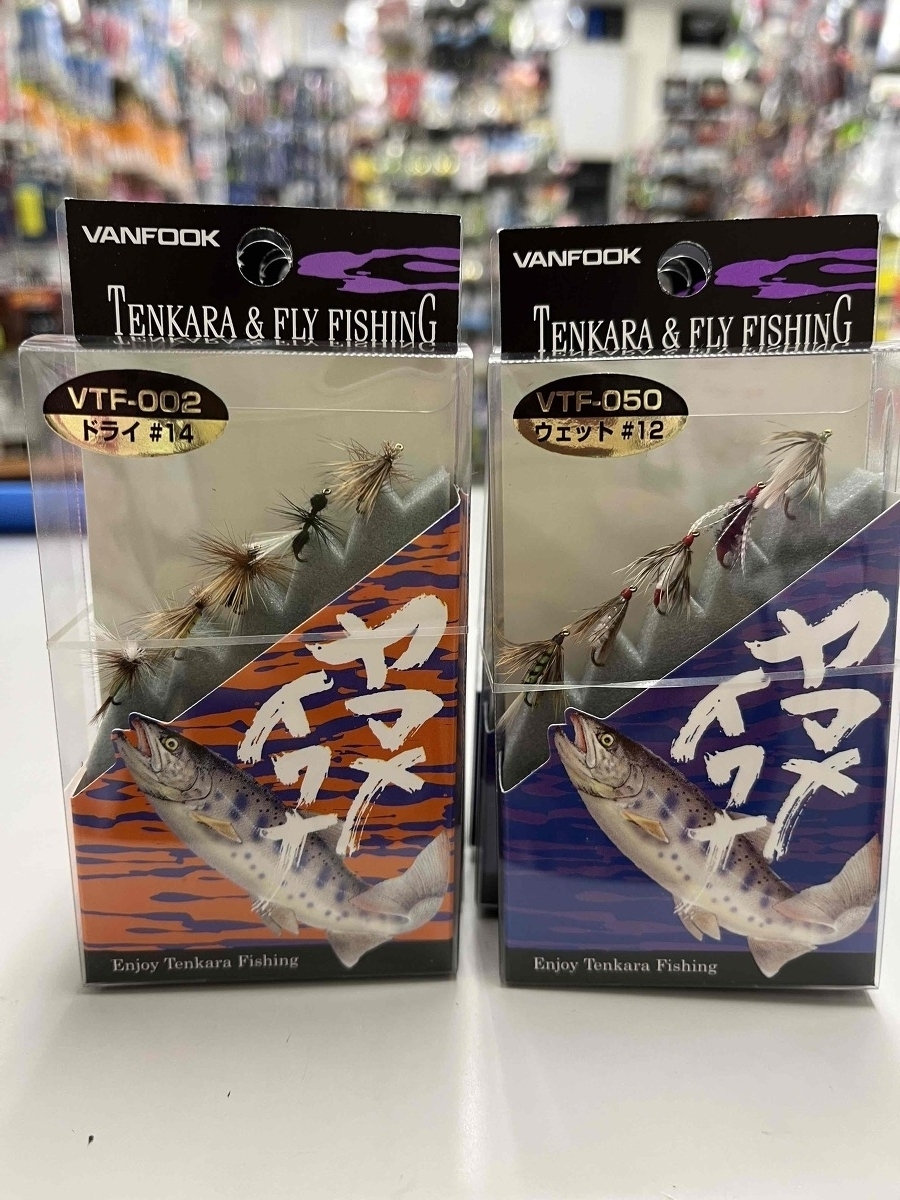 VANFOOK
TENKARA & FLY FISHING
VTF-002
ドライ #14
ヤマメ
イワナ
Enjoy Tenkara Fishing
VANFOOK
TENKARA & FLY FISHING
VTF-050
ウェット #12
ヤマメ
イワナ
Enjoy Tenkara Fishing